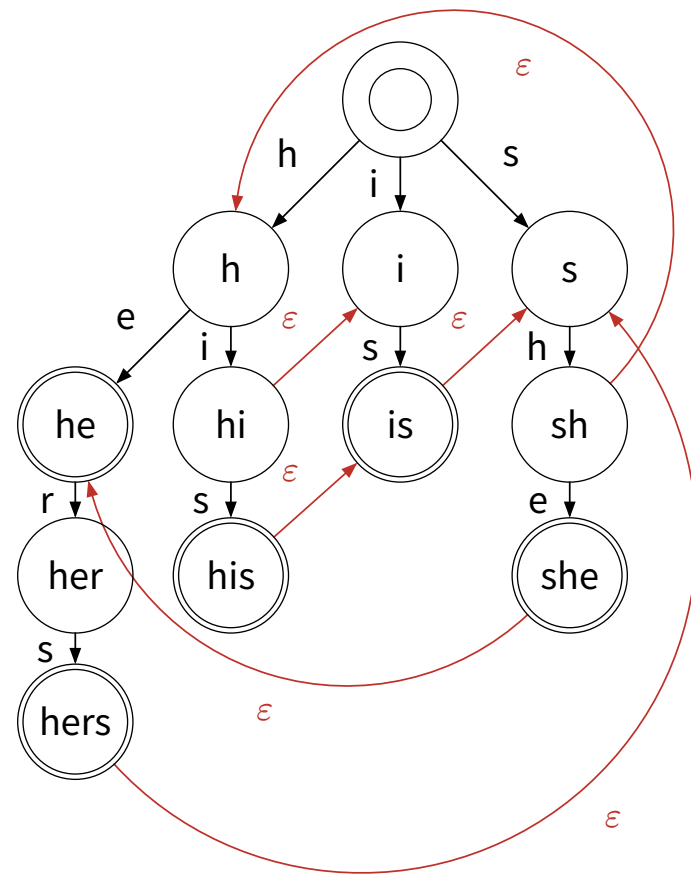 ε
h i s
h i s
e i ε s ε h
he hi is sh
r s ε e
her his she
s
hers
ε
ε